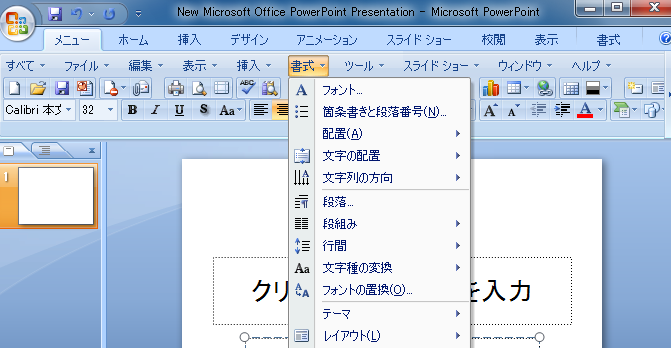 New Microsoft Office PowerPoint Presentation - Microsoft PowerPoint
メニュー ホーム 挿入 デザイン アニメーション スライド ショー 校閲 表示 書式
すべて ファイル 編集 表示 挿入 書式 ツール スライド ショー ウィンドウ ヘルプ
ABC
Calibri 本文 32 B I U S Aa A A A
フォント...
箇条書きと段落番号(N)...
配置(A)
文字の配置
文字列の方向
段落...
段組み
行間
Aa 文字種の変換
フォントの置換(O)...
テーマ
レイアウト(L)
1
クリ を入力